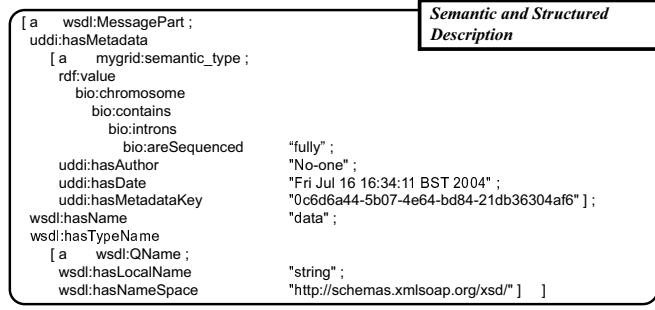 Semantic and Structured
Description
[ a wsdl:MessagePart ;
uddi:hasMetadata
[ a mygrid:semantic_type ;
rdf:value
bio:chromosome
bio:contains
bio:introns
bio:areSequenced “fully” ;
uddi:hasAuthor "No-one" ;
uddi:hasDate "Fri Jul 16 16:34:11 BST 2004" ;
uddi:hasMetadataKey "0c6d6a44-5b07-4e64-bd84-21db36304af6" ] ;
wsdl:hasName "data" ;
wsdl:hasTypeName
[ a wsdl:QName ;
wsdl:hasLocalName "string" ;
wsdl:hasNameSpace "http://schemas.xmlsoap.org/xsd/" ] ]